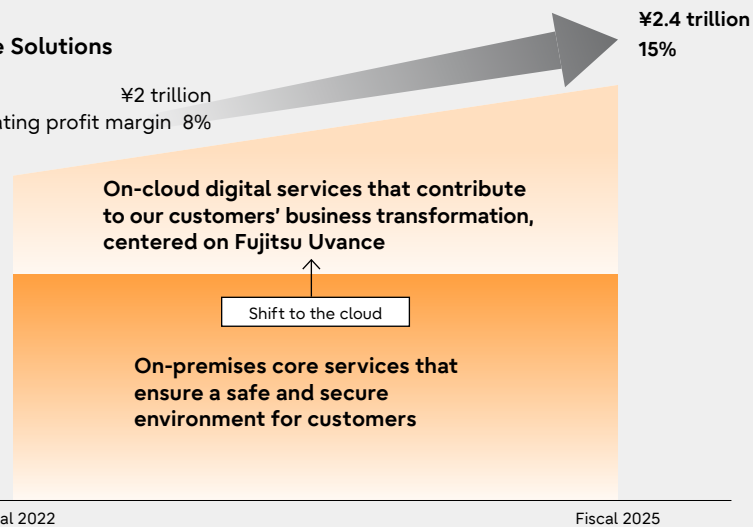 e Solutions
¥2 trillion
ating profit margin 8%
¥2.4 trillion
15%
On-cloud digital services that contribute
to our customers' business transformation,
centered on Fujitsu Uvance
Shift to the cloud
On-premises core services that
ensure a safe and secure
environment for customers
al 2022
Fiscal 2025